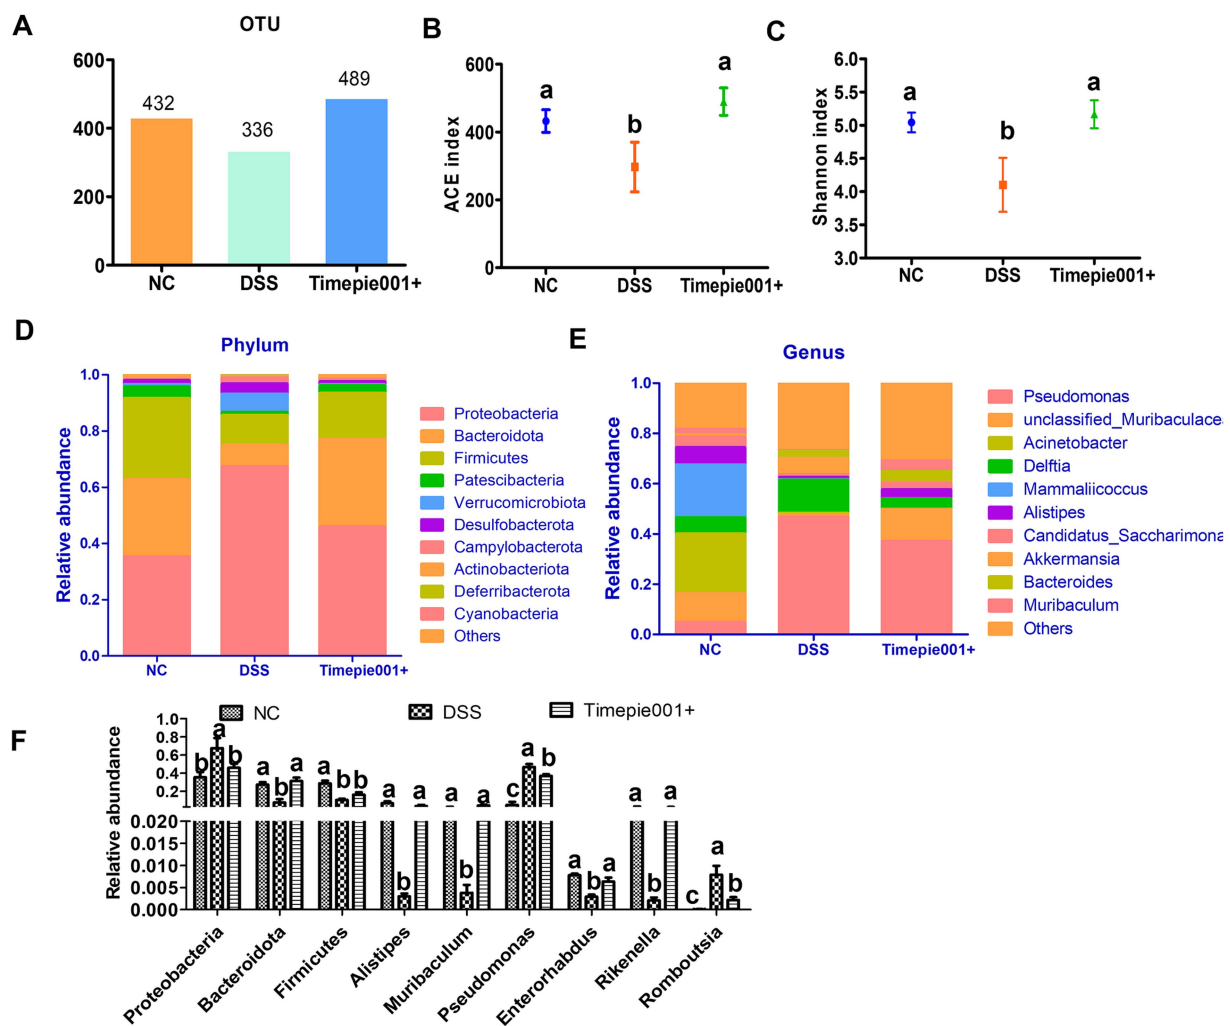 A
OTU
600
400
200
0
432
336
489
NC
DSS
Timepie001+
B
ACE index
600
400
200
0
a
b
a
NC
DSS
Timepie001+
C
Shannon index
6.0
5.5
5.0
4.5
4.0
3.5
3.0
a
b
a
NC
DSS
Timepie001+
D
Phylum
Relative abundance
1.0
0.8
0.6
0.4
0.2
0.0
NC
DSS
Timepie001+
Proteobacteria
Bacteroidota
Firmicutes
Patescibacteria
Verrucomicrobiota
Desulfobacterota
Campylobacterota
Actinobacteriota
Deferribacterota
Cyanobacteria
Others
E
Genus
Relative abundance
1.0
0.8
0.6
0.4
0.2
0.0
NC
DSS
Timepie001+
Pseudomonas
unclassified_Muribaculace
Acinetobacter
Delftia
Mammaliicoccus
Alistipes
Candidatus_Saccharimona
Akkermansia
Bacteroides
Muribaculum
Others
F
NC
DSS
Timepie001+
Relative abundance
1.0
0.8
0.6
0.4
0.2
0.020
0.015
0.010
0.005
0.000
b a b
a b a
a b b
a b a
a b a
c a b
a b a
a b a
c a b
Proteobacteria
Bacteroidota
Firmicutes
Alistipes
Muribaculum
Pseudomonas
Enterorhabdus
Rikenella
Romboutsia